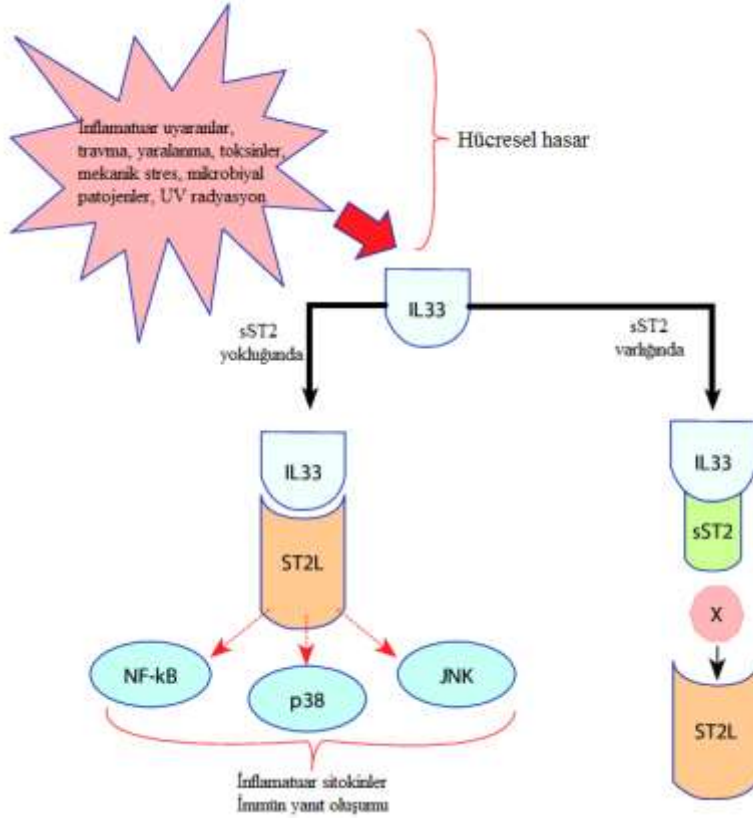 İnflamatuar uyaranlar,
travma, yaralanma, toksinler,
mekanik stres, mikrobiyal
patojenler, UV radyasyon
Hücresel hasar
IL33
sST2
yokluğunda
sST2
varlığında
IL33
ST2L
IL33
sST2
X
ST2L
NF-kB
p38
JNK
İnflamatuar sitokinler
İmmün yanıt oluşumu